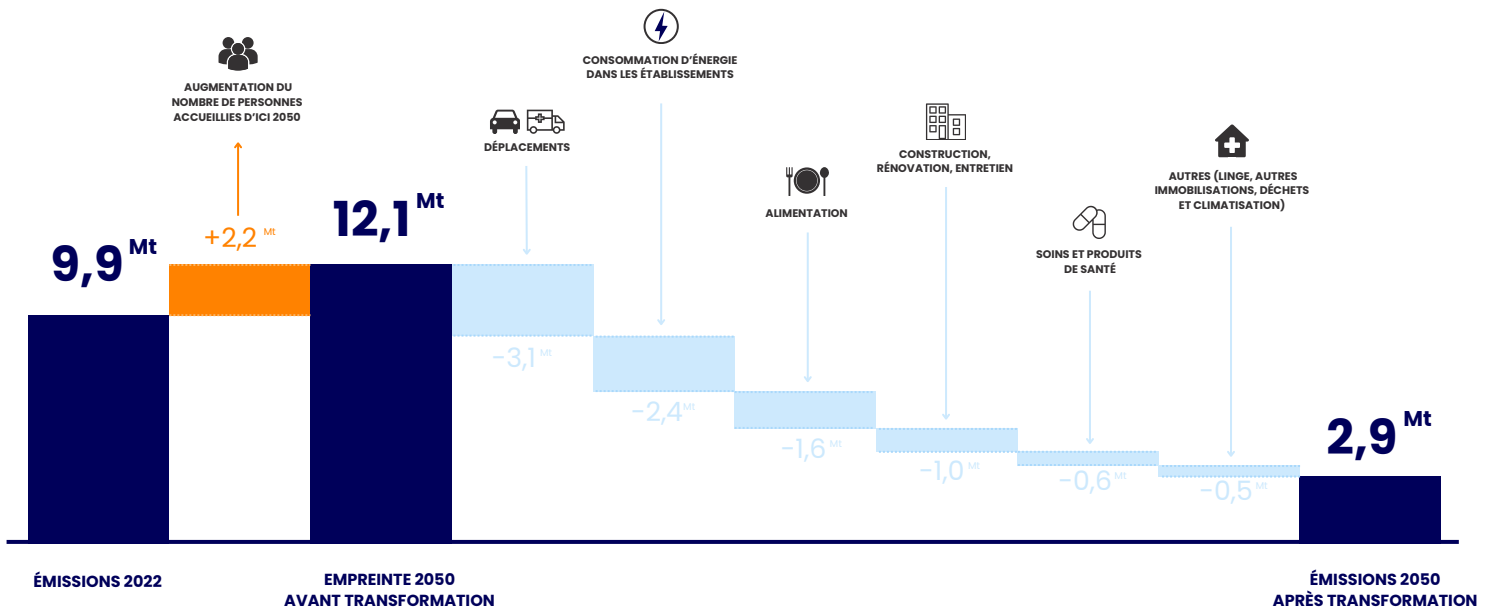 CONSOMMATION D'ÉNERGIE
DANS LES ÉTABLISSEMENTS
AUGMENTATION DU
NOMBRE DE PERSONNES
ACCUEILLIES D'ICI 2050
DÉPLACEMENTS
CONSTRUCTION,
RÉNOVATION, ENTRETIEN
AUTRES (LINGE, AUTRES
IMMOBILISATIONS, DÉCHETS
ET CLIMATISATION)
ALIMENTATION
SOINS ET PRODUITS
DE SANTÉ
9,9 Mt
+2,2 Mt
12,1 Mt
-3,1 Mt
-2,4 Mt
-1,6 Mt
-1,0 Mt
-0,6 Mt
-0,5 Mt
2,9 Mt
ÉMISSIONS 2022
EMPREINTE 2050
AVANT TRANSFORMATION
ÉMISSIONS 2050
APRÈS TRANSFORMATION